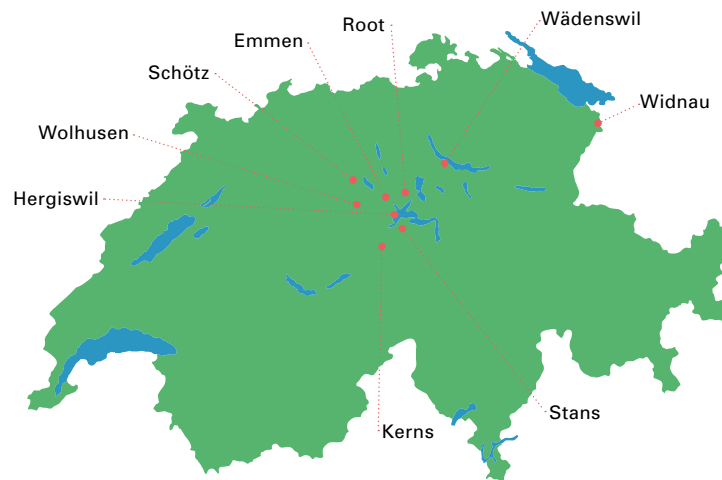 Wädenswil
Root
Emmen
Schötz
Widnau
Wolhusen
Hergiswil
Stans
Kerns